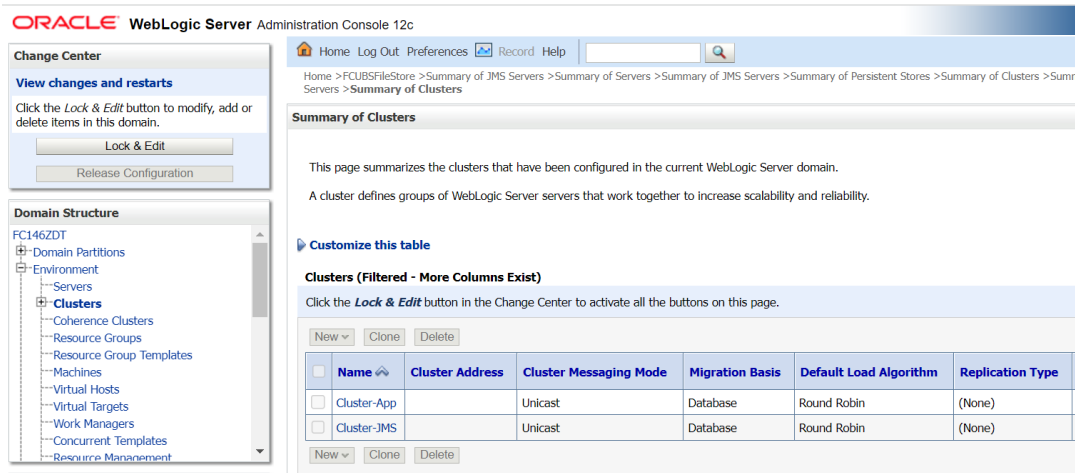 ORACLE WebLogic Server Administration Console 12c
Change Center
View changes and restarts
Click the Lock & Edit button to modify, add or
delete items in this domain.
Lock & Edit
Release Configuration
Domain Structure
FC146ZDT
Domain Partitions
Environment
Servers
Clusters
Coherence Clusters
Resource Groups
Resource Group Templates
Machines
Virtual Hosts
Virtual Targets
Work Managers
Concurrent Templates
Resource Management
Home Log Out Preferences Record Help
Home >FCUBSFileStore >Summary of JMS Servers >Summary of Servers >Summary of JMS Servers >Summary of Persistent Stores >Summary of Clusters >Summ
Servers >Summary of Clusters
Summary of Clusters
This page summarizes the clusters that have been configured in the current WebLogic Server domain.
A cluster defines groups of WebLogic Server servers that work together to increase scalability and reliability.
Customize this table
Clusters (Filtered - More Columns Exist)
Click the Lock & Edit button in the Change Center to activate all the buttons on this page.
New Clone Delete
Name Cluster Address Cluster Messaging Mode Migration Basis Default Load Algorithm Replication Type
Cluster-App Unicast Database Round Robin (None)
Cluster-JMS Unicast Database Round Robin (None)
New Clone Delete